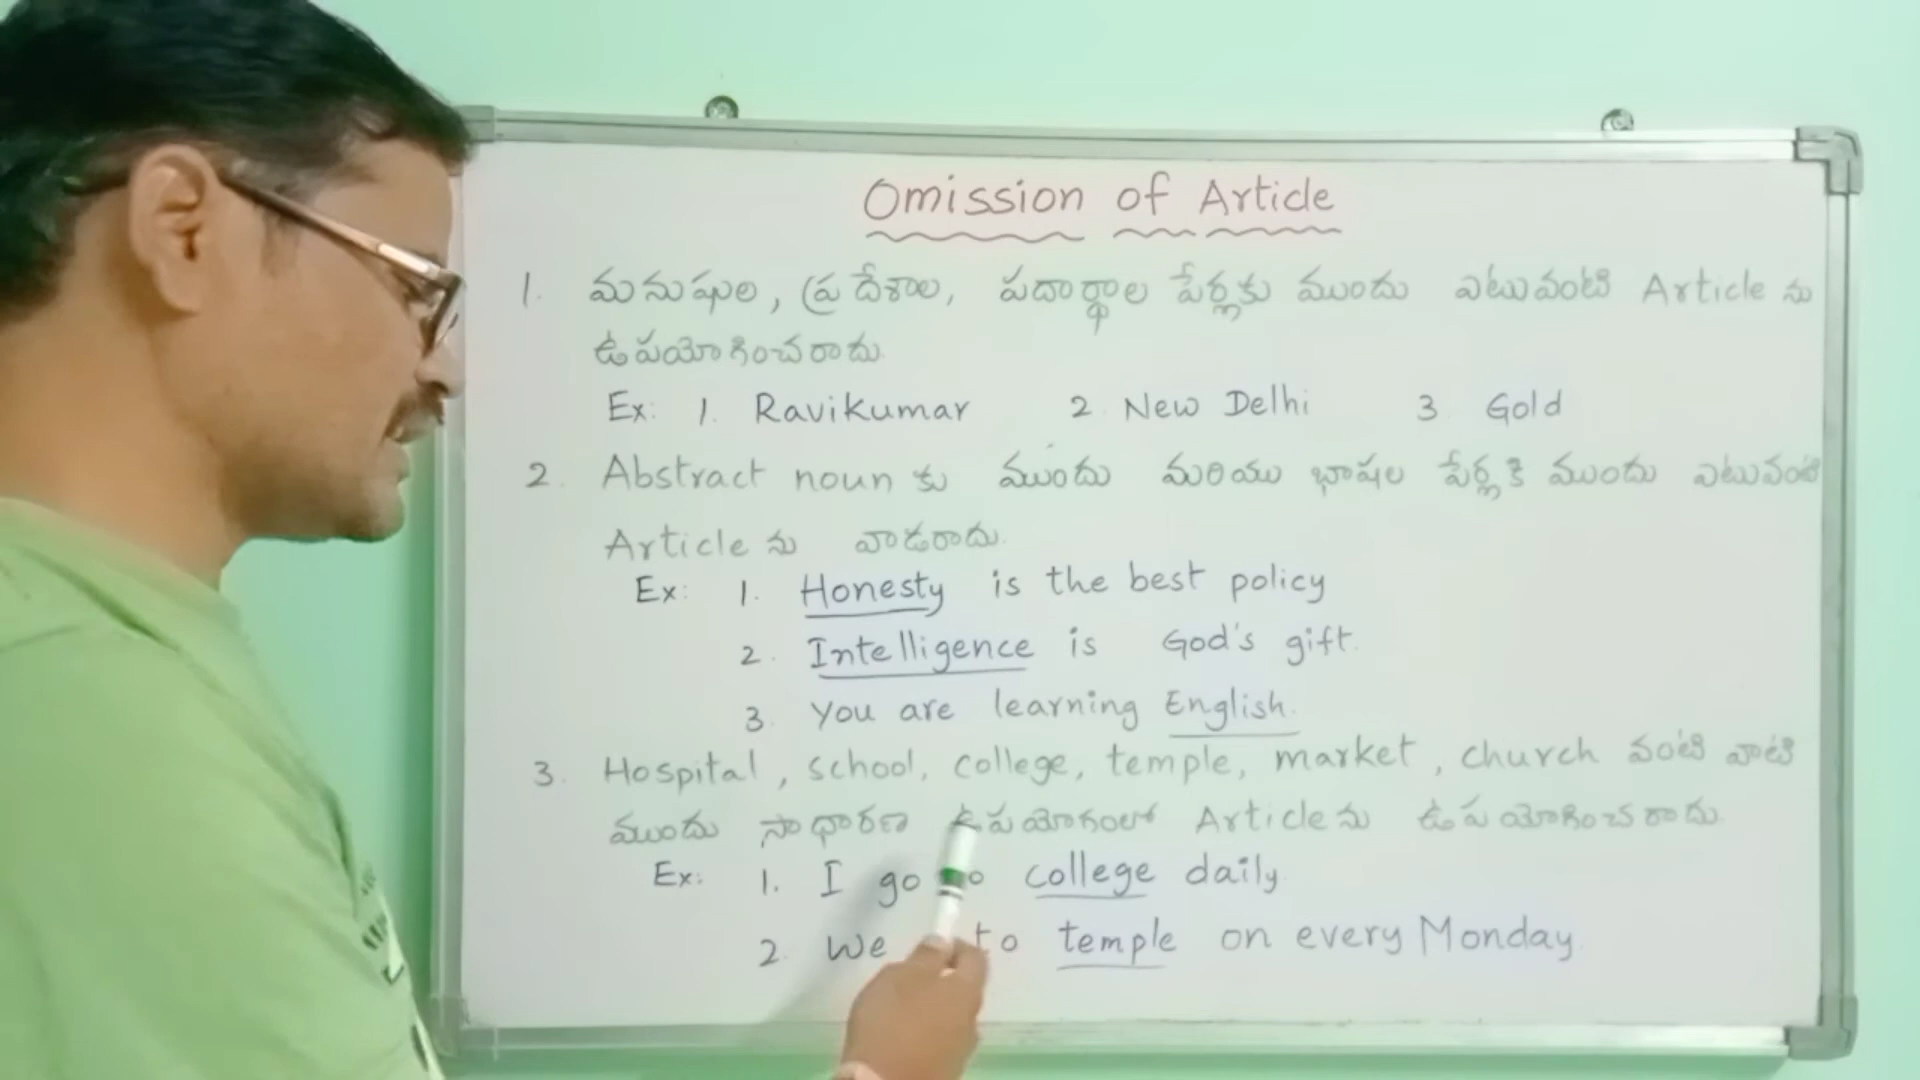 Omission of Article
1. మనుషుల, ప్రదేశాల, పదార్థాల పేర్లకు ముందు ఎటువంటి Article ను
ఉపయోగించరాదు.
Ex: 1. Ravikumar 2 New Delhi 3 Gold
2. Abstract noun కు ముందు మరియు భాషల పేర్లకి ముందు ఎటువంటి
Article ను వాడరాదు.
Ex: 1. Honesty is the best policy
2. Intelligence is God's gift.
3. You are learning English.
3. Hospital, school, college, temple, market, church వంటి వాటి
ముందు సాధారణ ఉపయోగంలో Article ను ఉపయోగించరాదు.
Ex: 1. I go college daily.
2. We to temple on every Monday.